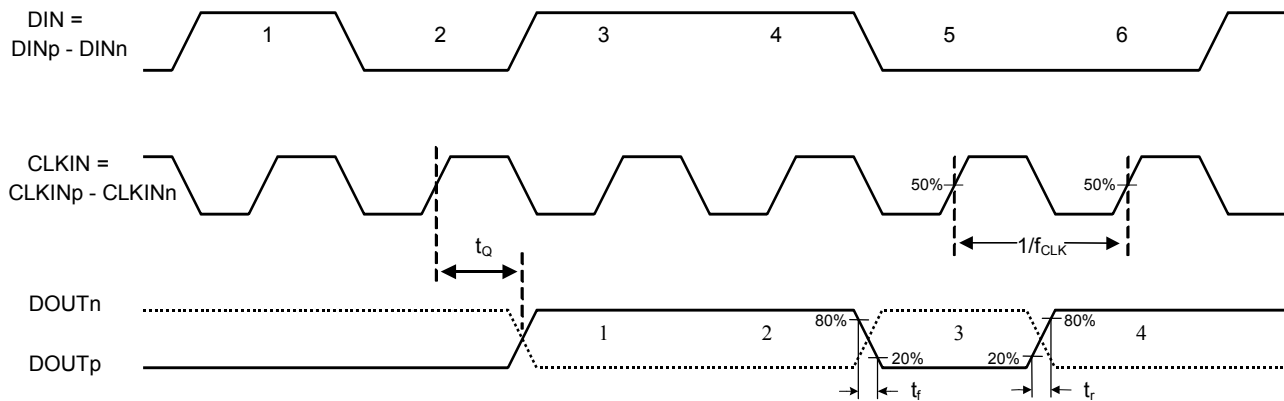 DIN =
DINp - DINn
1 2 3 4 5 6
CLKIN =
CLKINp - CLKINn
50% 50%
tQ
1/fCLK
DOUTn
DOUTp
1 2 3 4
80% 80%
20% 20%
tf tr